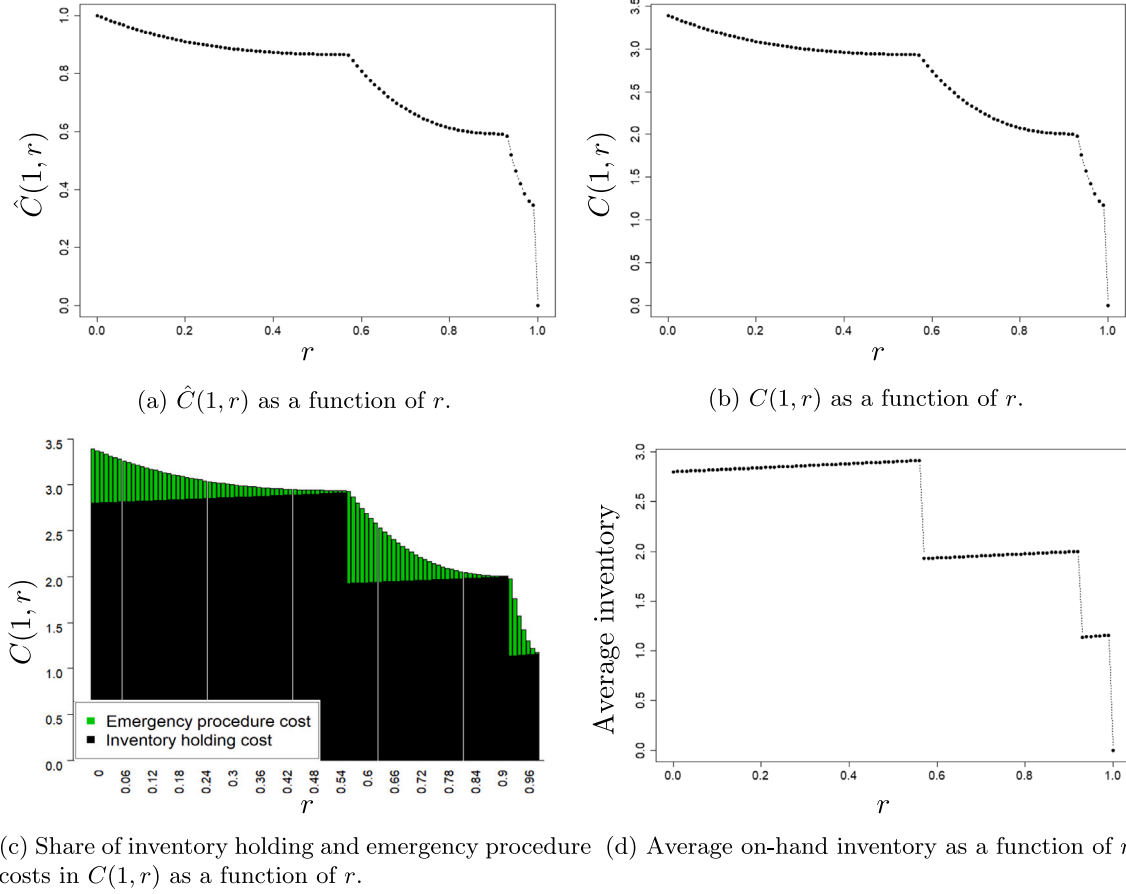 1.0
0.8
0.6
0.4
0.2
0.0
Ĉ(1, r)
0.0 0.2 0.4 0.6 0.8 1.0
r
(a) Ĉ(1, r) as a function of r.
3.5
3.0
2.5
2.0
1.5
1.0
0.5
0.0
C(1, r)
0.0 0.2 0.4 0.6 0.8 1.0
r
(b) C(1, r) as a function of r.
3.5
3.0
2.5
2.0
1.5
1.0
0.5
0.0
C(1, r)
Emergency procedure cost
Inventory holding cost
0 0.06 0.12 0.18 0.24 0.3 0.36 0.42 0.48 0.54 0.6 0.66 0.72 0.78 0.84 0.9 0.96
r
(c) Share of inventory holding and emergency procedure
costs in C(1, r) as a function of r.
3.0
2.5
2.0
1.5
1.0
0.5
0.0
Average inventory
0.0 0.2 0.4 0.6 0.8 1.0
r
(d) Average on-hand inventory as a function of r